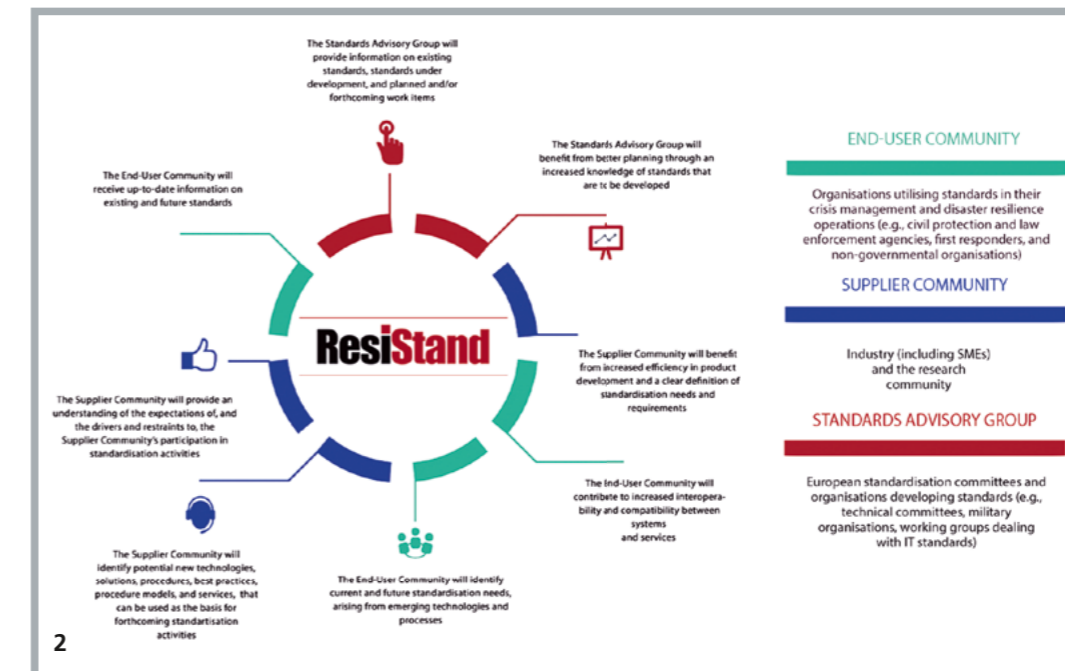 The Standards Advisory Group will
provide information on existing
standards, standards under
development, and planned and/or
forthcoming work items
The Standards Advisory Group will
benefit from better planning through an
increased knowledge of standards that
are to be developed
The End-User Community will
receive up-to-date information on
existing and future standards
ResiStand
The Supplier Community will benefit
from increased efficiency in product
development and a clear definition of
standardisation needs and
requirements
The Supplier Community will provide an
understanding of the expectations of, and
the drivers and restraints to, the
Supplier Community's participation in
standardisation activities
The End-User Community will
contribute to increased interopera-
bility and compatibility between
systems
and services
The Supplier Community will
identify potential new technologies,
solutions, procedures, best practices,
procedure models, and services, that
can be used as the basis for
forthcoming standartisation
activities
The End-User Community will identify
current and future standardisation needs,
arising from emerging technologies and
processes
END-USER COMMUNITY
Organisations utilising standards in their
crisis management and disaster resilience
operations (e.g., civil protection and law
enforcement agencies, first responders, and
non-governmental organisations)
SUPPLIER COMMUNITY
Industry (including SMEs)
and the research
community
STANDARDS ADVISORY GROUP
European standardisation committees and
organisations developing standards (e.g.,
technical committees, military
organisations, working groups dealing
with IT standards)
2